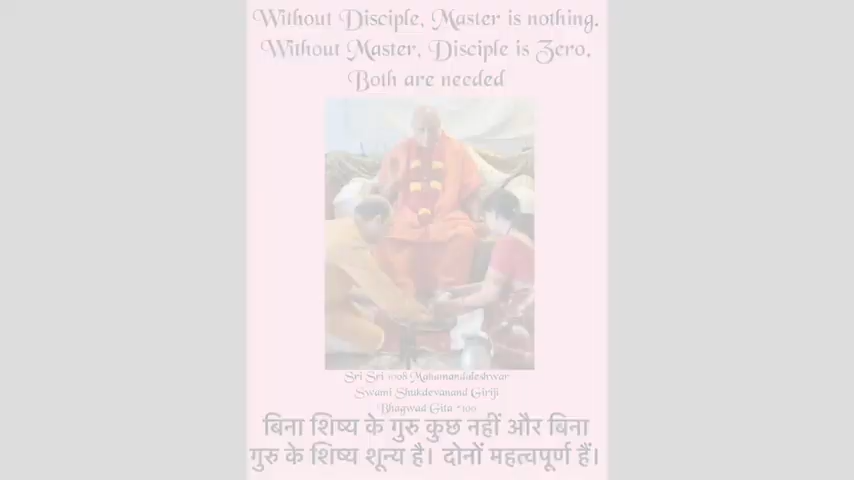 Without Disciple, Master is nothing.
Without Master, Disciple is Zero,
Both are needed
Sri Sri 1008 Mahamandaleshwar
Swami Shukdevanand Giriji
Bhagwad Gita
बिना शिष्य के गुरु कुछ नहीं और बिना
गुरु के शिष्य शून्य है। दोनों महत्वपूर्ण हैं।